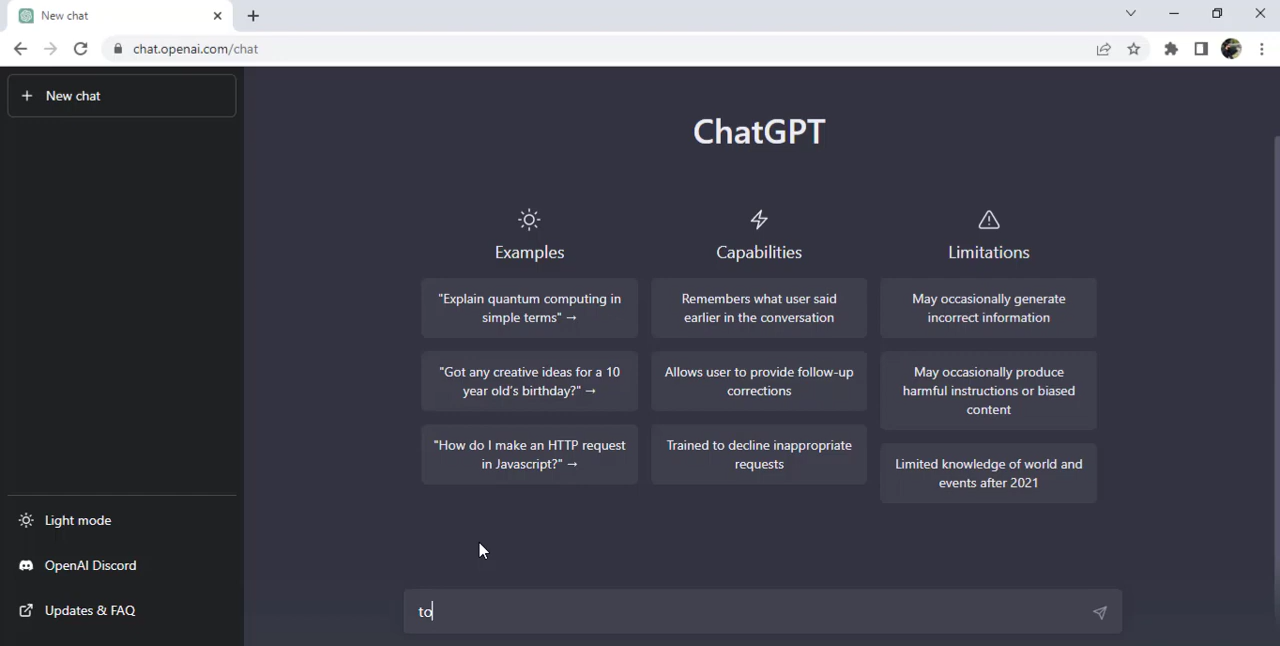 New chat
chat.openai.com/chat
New chat
ChatGPT
Examples
"Explain quantum computing in
simple terms" →
"Got any creative ideas for a 10
year old's birthday?" →
"How do I make an HTTP request
in Javascript?" →
Capabilities
Remembers what user said
earlier in the conversation
Allows user to provide follow-up
corrections
Trained to decline inappropriate
requests
Limitations
May occasionally generate
incorrect information
May occasionally produce
harmful instructions or biased
content
Limited knowledge of world and
events after 2021
Light mode
OpenAI Discord
Updates & FAQ
to